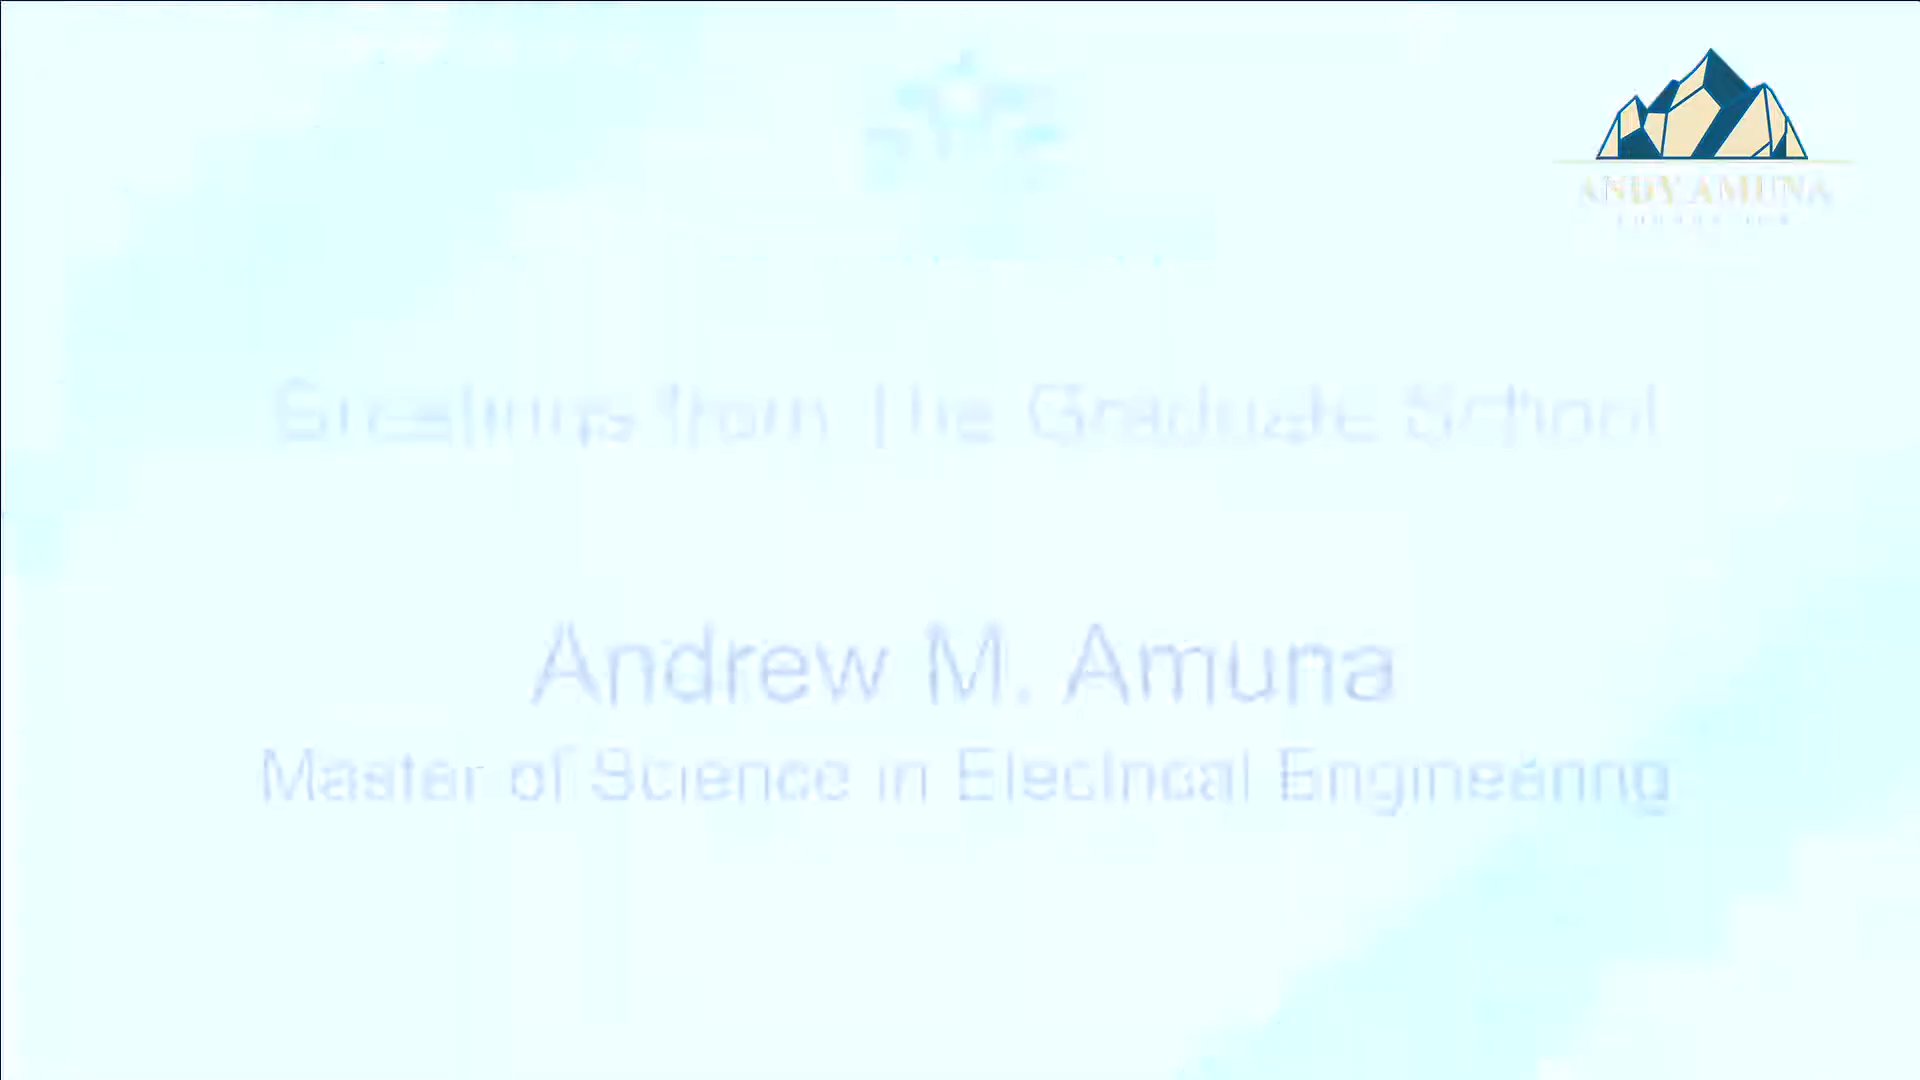 ANDY AMUNA
Greetings from The Graduate School
Andrew M. Amuna
Master of Science in Electrical Engineering